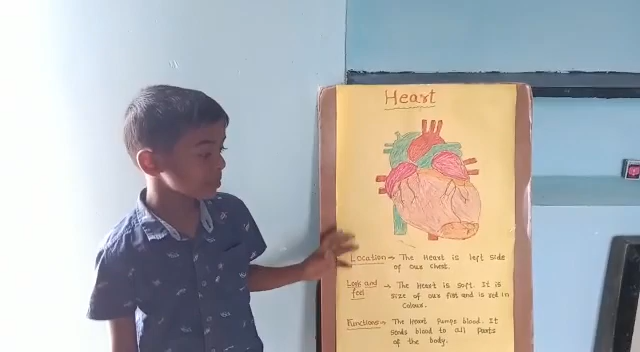 Heart
Location → The Heart is left side
of our chest.
Look and → The Heart is soft. It is
feel size of our fist and is red in
colour.
Functions:→ The Heart Pumps blood. It
sends blood to all parts
of the body.